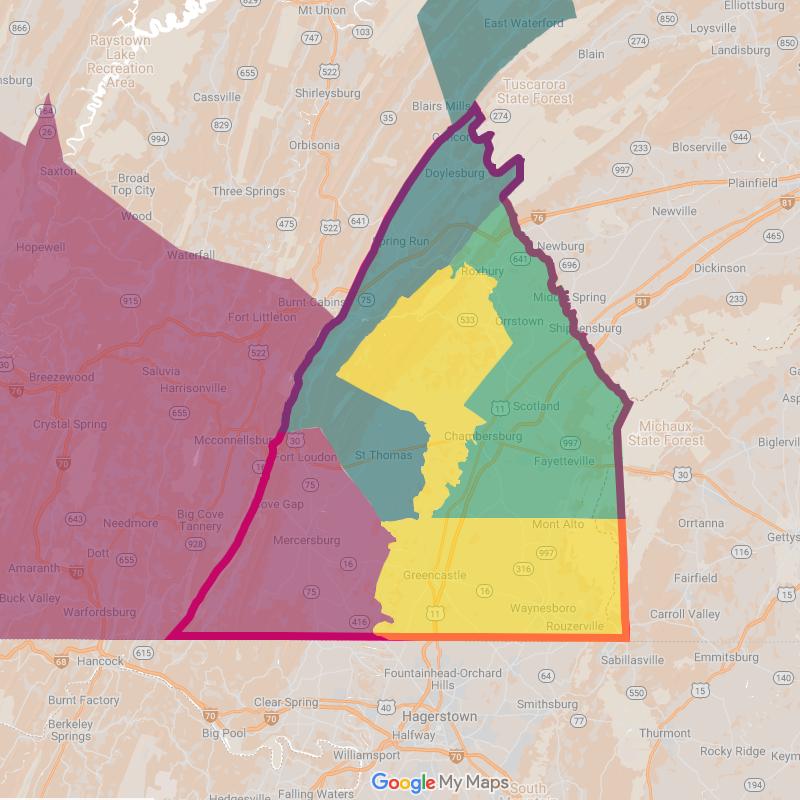 829
Elliottsburg
866
Mt Union
103
850
Loysville
East Waterford
747
274
Landisburg
Raystown
Lake
Recreation
Area
655
522
Blain
Shirleysburg
Tuscarora
State Forest
Cassville
Blairs Mills
164
26
35
274
829
994
Orbisonia
944
233
Bloserville
Saxton
Doylesburg
997
Broad
Top City
Three Springs
Plainfield
81
Wood
475
522
641
76
Newville
465
Hopewell
Spring Run
Newburg
Waterfall
641
696
Roxbury
Dickinson
915
Burnt Cabins
75
Mid Spring
81
233
Fort Littleton
533
Orrstown
Shippensburg
522
30
Breezewood
Saluvia
76
Harrisonville
655
11
Scotland
Crystal Spring
Michaux
State Forest
Mcconnellsburg
30
Chambersburg
997
Biglerville
70
16
Fort Loudon
St Thomas
Fayetteville
75
30
Cove Gap
643
Needmore
Big Cove
Tannery
Mont Alto
Orrtanna
928
Mercersburg
997
116
Gettys
Dott
655
16
Amaranth
70
316
Greencastle
Fairfield
Buck Valley
75
16
15
Warfordsburg
11
Waynesboro
Carroll Valley
416
Rouzerville
615
68
Hancock
Sabillasville
Emmitsburg
Fountainhead-Orchard
Hills
64
140
Burnt Factory
Clear Spring
40
Smithsburg
550
15
70
70
Hagerstown
77
Berkeley
Springs
Big Pool
Halfway
Thurmont
Williamsport
70
Rocky Ridge
Keym
Google My Maps
South
194
Hedgesville
Falling Waters